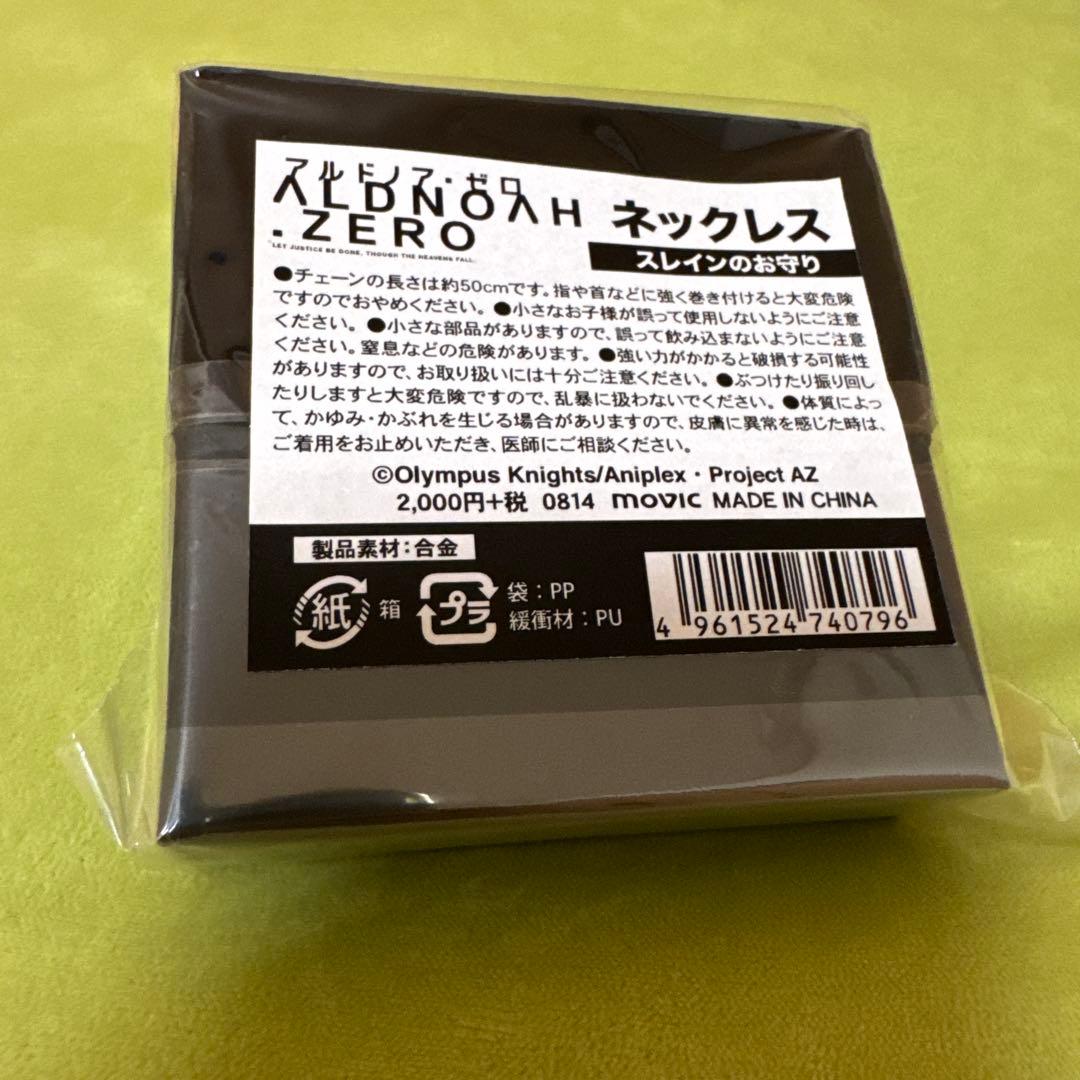 アルドノア・ゼロ
ALDNOAH
.ZERO
"LET JUSTICE BE DONE, THOUGH THE HEAVENS FALL."
ネックレス
スレインのお守り
●チェーンの長さは約50cmです。指や首などに強く巻き付けると大変危険
ですのでおやめください。●小さなお子様が誤って使用しないようにご注意
ください。●小さな部品がありますので、誤って飲み込まないようにご注意
ください。窒息などの危険があります。●強い力がかかると破損する可能性
がありますので、お取り扱いには十分ご注意ください。●ぶつけたり振り回し
たりしますと大変危険ですので、乱暴に扱わないでください。●体質によっ
て、かゆみ・かぶれを生じる場合がありますので、皮膚に異常を感じた時は、
ご着用をお止めいただき、医師にご相談ください。
©Olympus Knights/Aniplex・Project AZ
2,000円+税 0814 movic MADE IN CHINA
製品素材：合金
紙 箱
プラ 袋：PP
緩衝材：PU
4 961524 740796